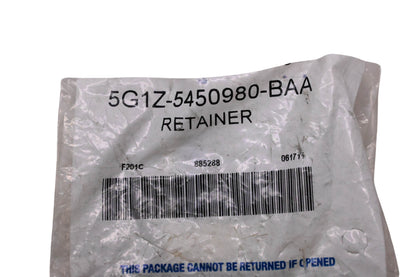 5G1Z-5450980-BAA
RETAINER
F201C 885288 061711
THIS PACKAGE CANNOT BE RETURNED IF OPENED